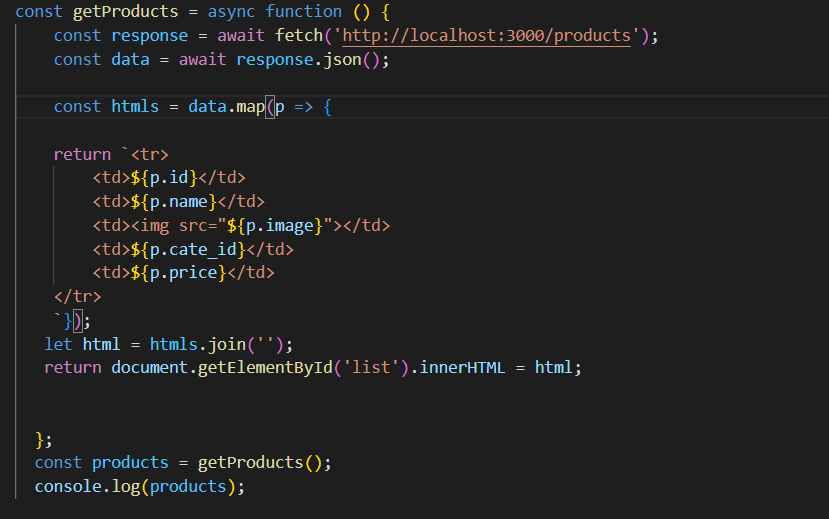 const getProducts = async function () {
const response = await fetch('http://localhost:3000/products');
const data = await response.json();
const htmls = data.map(p => {
return `<tr>
<td>${p.id}</td>
<td>${p.name}</td>
<td><img src="${p.image}"></td>
<td>${p.cate_id}</td>
<td>${p.price}</td>
</tr>
`});
let html = htmls.join('');
return document.getElementById('list').innerHTML = html;
};
const products = getProducts();
console.log(products);